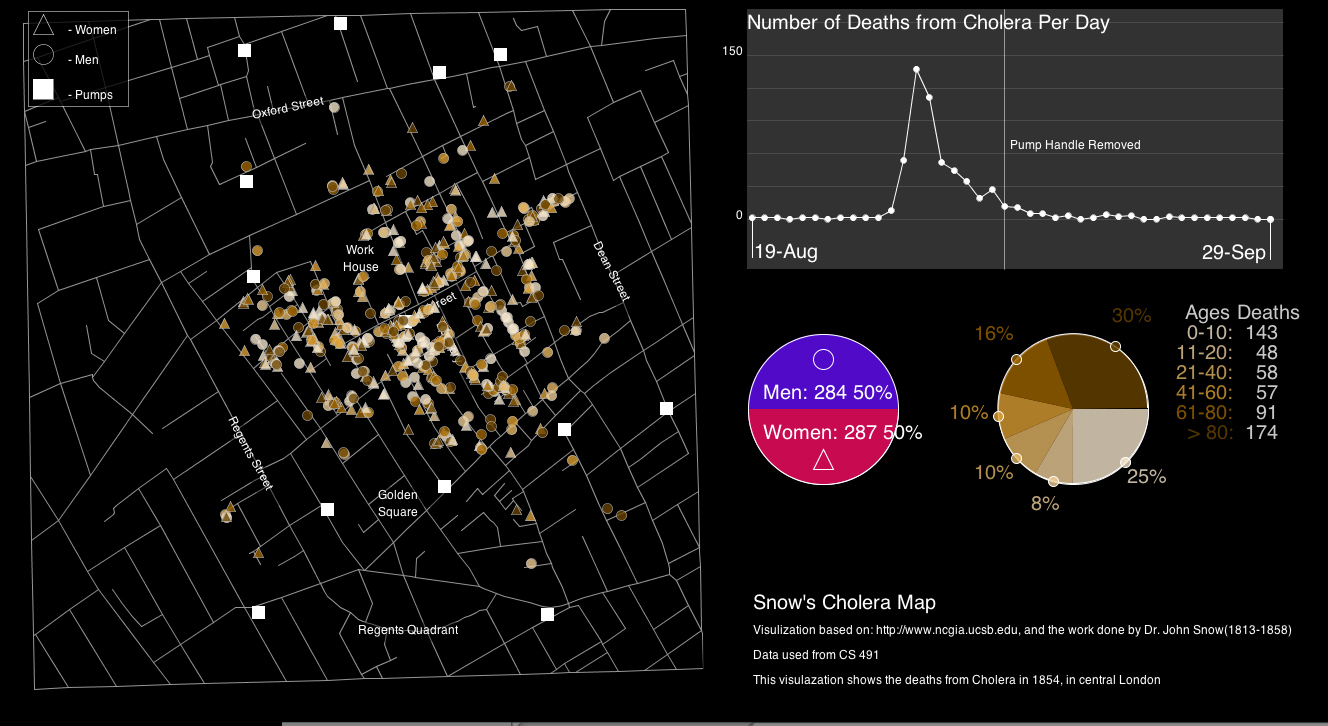 - Women
- Men
- Pumps
Oxford Street
Work
House
Street
Dean Street
Regents Street
Golden
Square
Regents Quadrant
Number of Deaths from Cholera Per Day
150
Pump Handle Removed
0
19-Aug
29-Sep
Men: 284 50%
Women: 287 50%
30%
16%
10%
10%
8%
25%
Ages Deaths
0-10: 143
11-20: 48
21-40: 58
41-60: 57
61-80: 91
> 80: 174
Snow's Cholera Map
Visulization based on: http://www.ncgia.ucsb.edu, and the work done by Dr. John Snow(1813-1858)
Data used from CS 491
This visulazation shows the deaths from Cholera in 1854, in central London